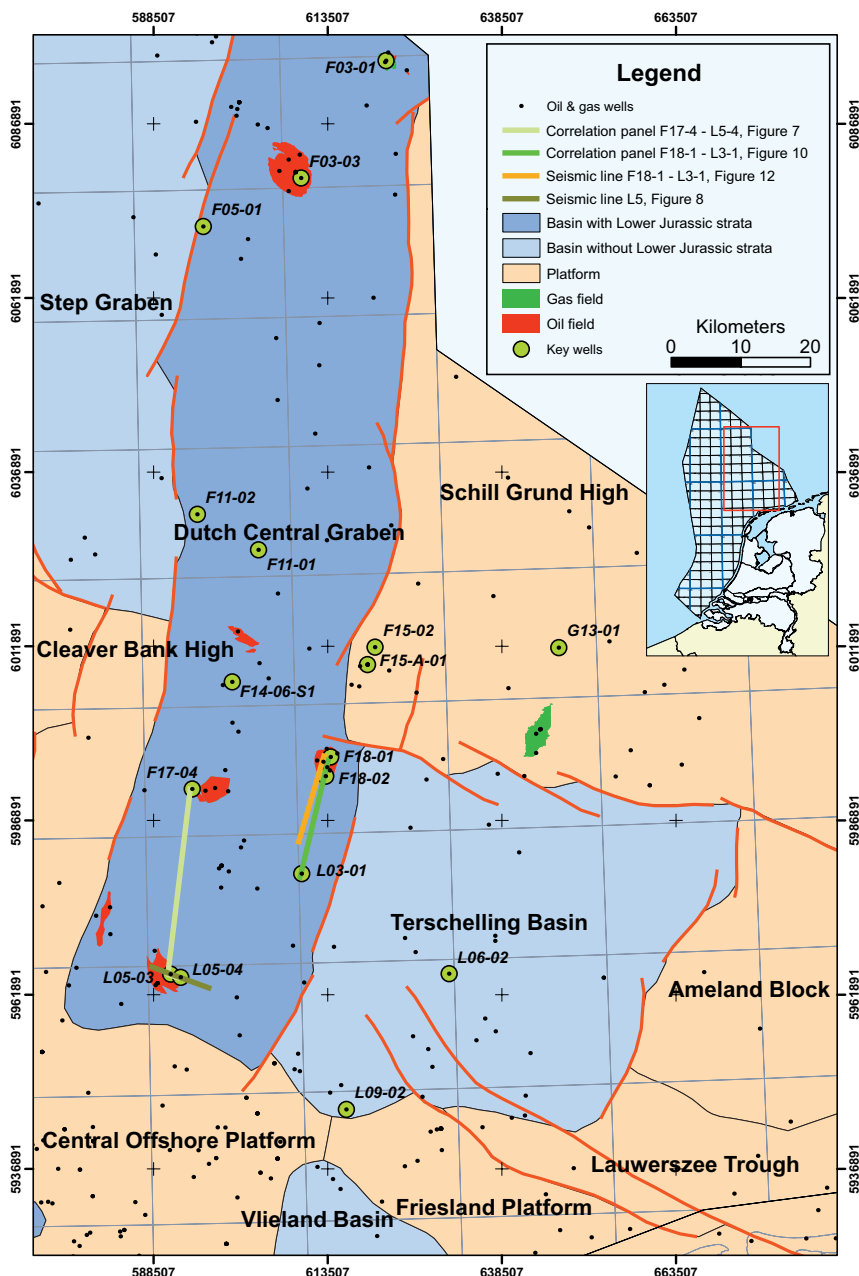 588507 613507 638507 663507
F03-01
Legend
Oil & gas wells
Correlation panel F17-4 - L5-4, Figure 7
Correlation panel F18-1 - L3-1, Figure 10
Seismic line F18-1 - L3-1, Figure 12
Seismic line L5, Figure 8
Basin with Lower Jurassic strata
Basin without Lower Jurassic strata
Platform
Gas field
Oil field
Key wells
Kilometers
0 10 20
6086891 6086891
F03-03
F05-01
6061891 6061891
Step Graben
6036891 6036891
Schill Grund High
F11-02
Dutch Central Graben
F11-01
6011891 6011891
Cleaver Bank High
F15-02
G13-01
F15-A-01
F14-06-S1
F18-01
F17-04
F18-02
5986891 5986891
L03-01
Terschelling Basin
L05-03
L05-04
L06-02
5961891 5961891
Ameland Block
L09-02
Central Offshore Platform
5936891 5936891
Lauwerszee Trough
Friesland Platform
Vlieland Basin
588507 613507 638507 663507